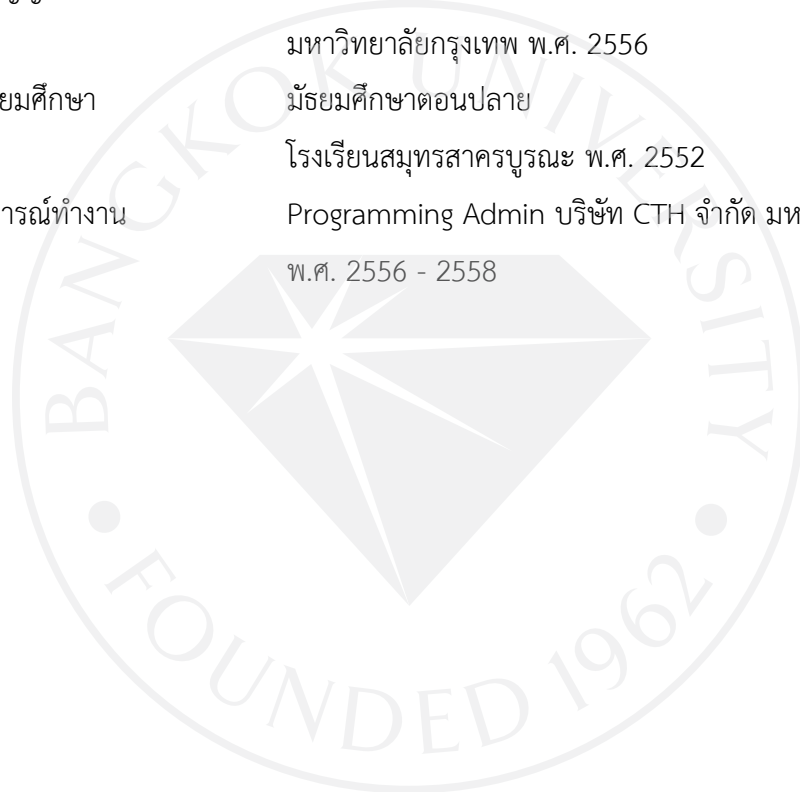 มหาวิทยาลัยกรุงเทพ พ.ศ. 2556
ยมศึกษา มัธยมศึกษาตอนปลาย
โรงเรียนสมุทรสาครบูรณะ พ.ศ. 2552
ารณ์ทำงาน Programming Admin บริษัท CTH จำกัด มห
พ.ศ. 2556 - 2558
BANGKOK UNIVERSITY
FOUNDED 1962